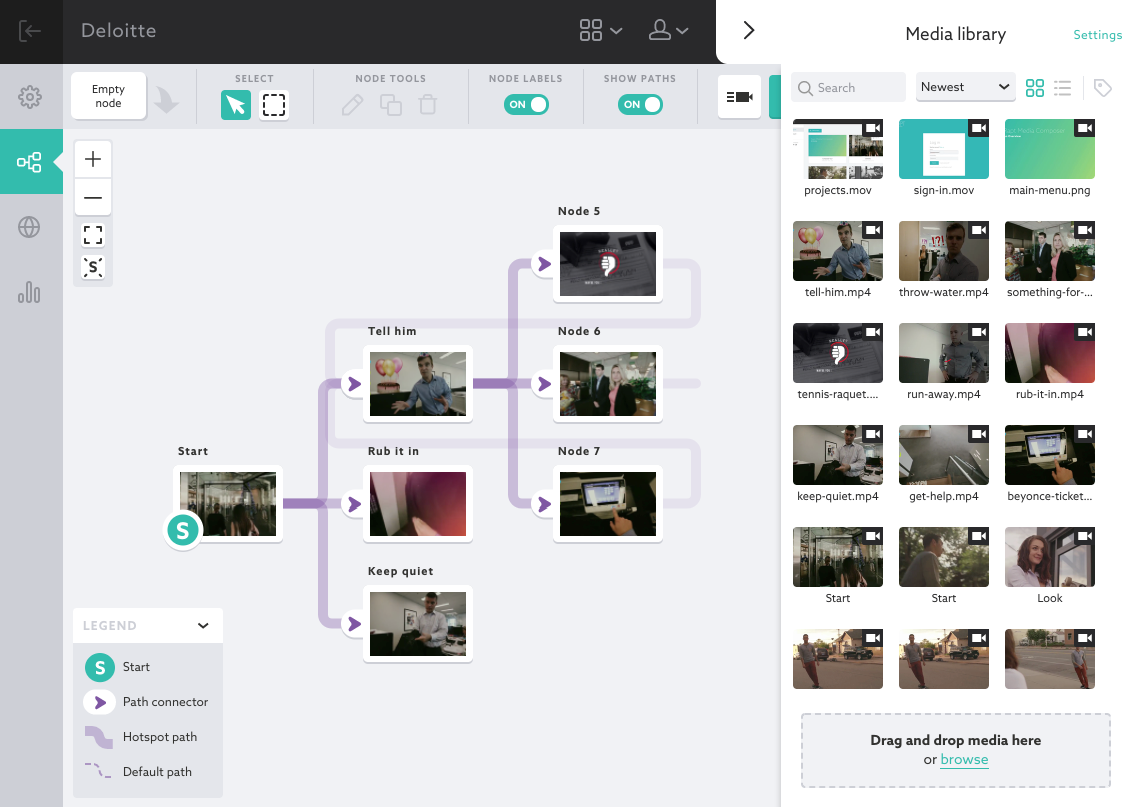 Deloitte
Media library
Settings
Empty
node
SELECT
NODE TOOLS
NODE LABELS
ON
SHOW PATHS
ON
Search
Newest
projects.mov
sign-in.mov
main-menu.png
tell-him.mp4
throw-water.mp4
something-for-...
tennis-raquet....
run-away.mp4
rub-it-in.mp4
keep-quiet.mp4
get-help.mp4
beyonce-ticket...
Start
Start
Look
Drag and drop media here
or browse
S
Node 5
Tell him
Node 6
Start
S
Rub it in
Node 7
Keep quiet
LEGEND
S Start
Path connector
Hotspot path
Default path